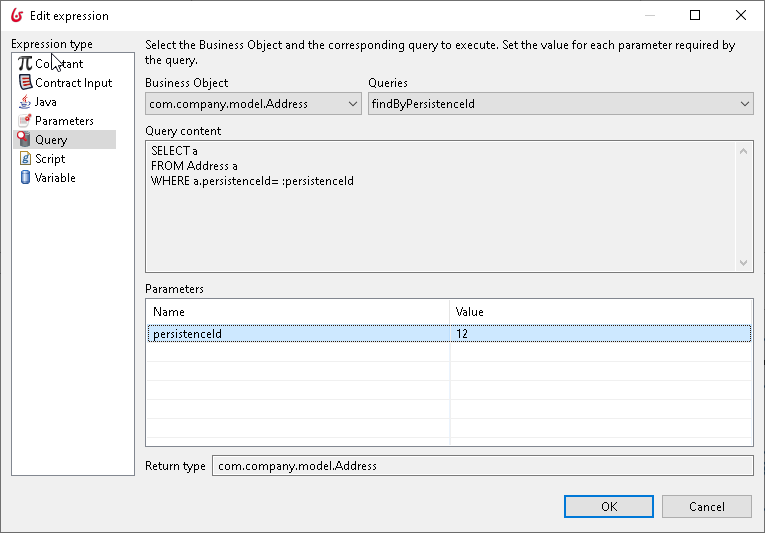 Edit expression
Expression type
Constant
Contract Input
Java
Parameters
Query
Script
Variable
Select the Business Object and the corresponding query to execute. Set the value for each parameter required by
the query.
Business Object
Queries
com.company.model.Address
findByPersistenceId
Query content
SELECT a
FROM Address a
WHERE a.persistenceId= :persistenceId
Parameters
Name
Value
persistenceId
12
Return type
com.company.model.Address
OK
Cancel